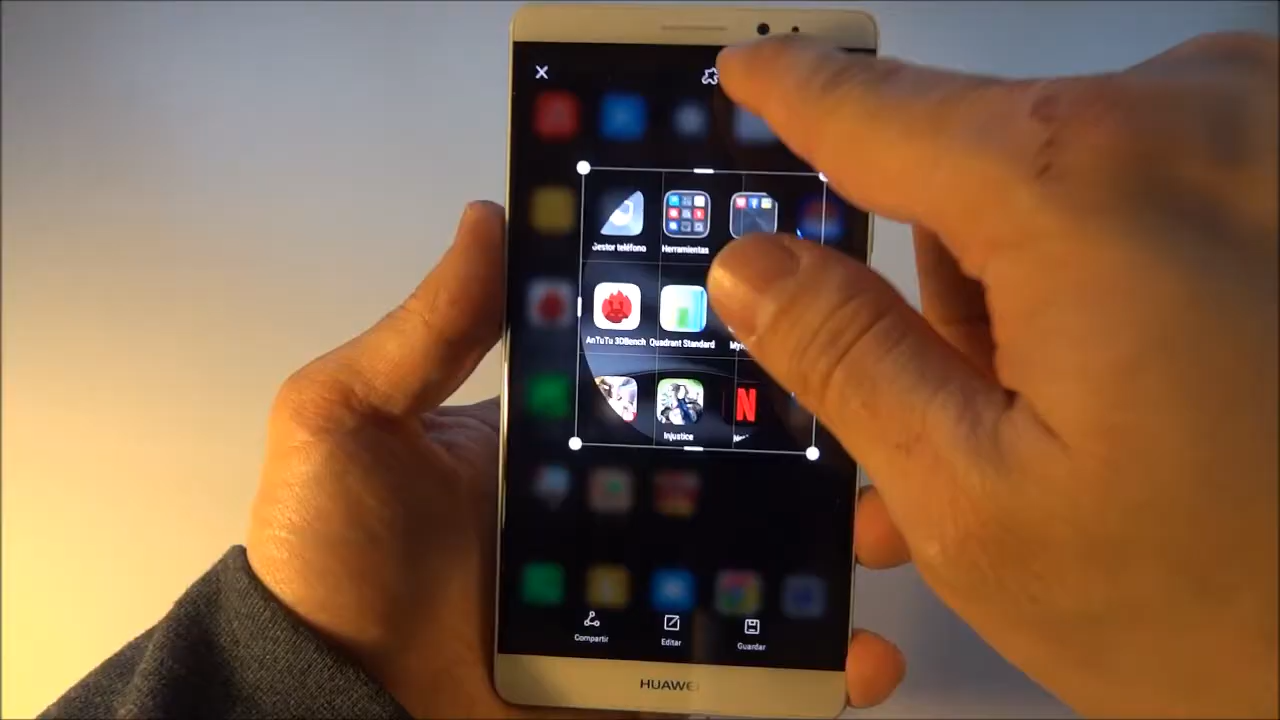 Gestor teléfono Herramientas
AnTuTu 3DBench Quadrant Standard
Injustice
Compartir Editar Guardar
HUAWEI